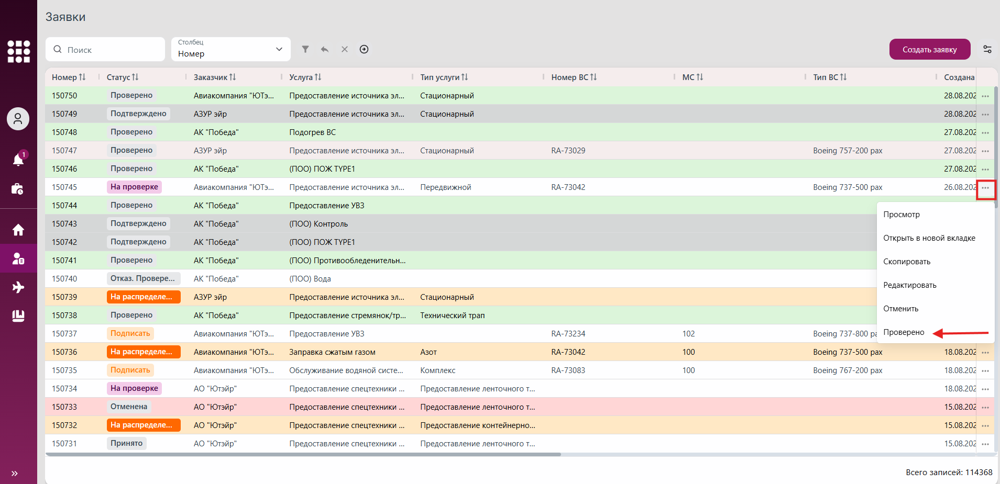 Заявки
Поиск
Столбец
Номер
Создать заявку
1
Номер Статус Заказчик Услуга Тип услуги Номер ВС МС Тип ВС Создана
150750 Проверено Авиакомпания "ЮТэ... Предоставление источника эл... Стационарный 28.08.202
150749 Подтверждено АЗУР эйр Предоставление источника эл... Стационарный 28.08.202
150748 Проверено АК "Победа" Подогрев ВС 27.08.202
150747 Проверено АЗУР эйр Предоставление источника эл... Стационарный RA-73029 Boeing 757-200 pax 27.08.202
150746 Проверено АК "Победа" (ПОО) ПОЖ TYPE1 27.08.202
150745 На проверке Авиакомпания "ЮТэ... Предоставление источника эл... Передвижной RA-73042 Boeing 737-500 pax 26.08.202
150744 Проверено АК "Победа" Предоставление УВЗ
150743 Подтверждено АК "Победа" (ПОО) Контроль
150742 Подтверждено АК "Победа" (ПОО) ПОЖ TYPE1
150741 Проверено АК "Победа" (ПОО) Противообледенительн...
150740 Отказ. Провере... АК "Победа" (ПОО) Вода
150739 На распределе... АЗУР эйр Предоставление источника эл... Стационарный
150738 Проверено АК "Победа" Предоставление стремянок/тр... Технический трап
150737 Подписать Авиакомпания "ЮТэ... Предоставление УВЗ RA-73234 102 Boeing 737-800 pa
150736 На распределе... Авиакомпания "ЮТэ... Заправка сжатым газом Азот RA-73042 100 Boeing 737-500 pax 18.08.202
150735 Подписать Авиакомпания "ЮТэ... Обслуживание водяной систе... Комплекс RA-73083 100 Boeing 767-200 pax 18.08.202
150734 На проверке АО "Ютэйр" Предоставление спецтехники ... Предоставление ленточного т... 18.08.202
150733 Отменена АО "Ютэйр" Предоставление спецтехники ... Предоставление ленточного т... 15.08.202
150732 На распределе... АО "Ютэйр" Предоставление спецтехники ... Предоставление контейнерно... 15.08.202
150731 Принято АО "Ютэйр" Предоставление спецтехники ... Предоставление ленточного т... 15.08.202
Просмотр
Открыть в новой вкладке
Скопировать
Редактировать
Отменить
Проверено
Всего записей: 114368